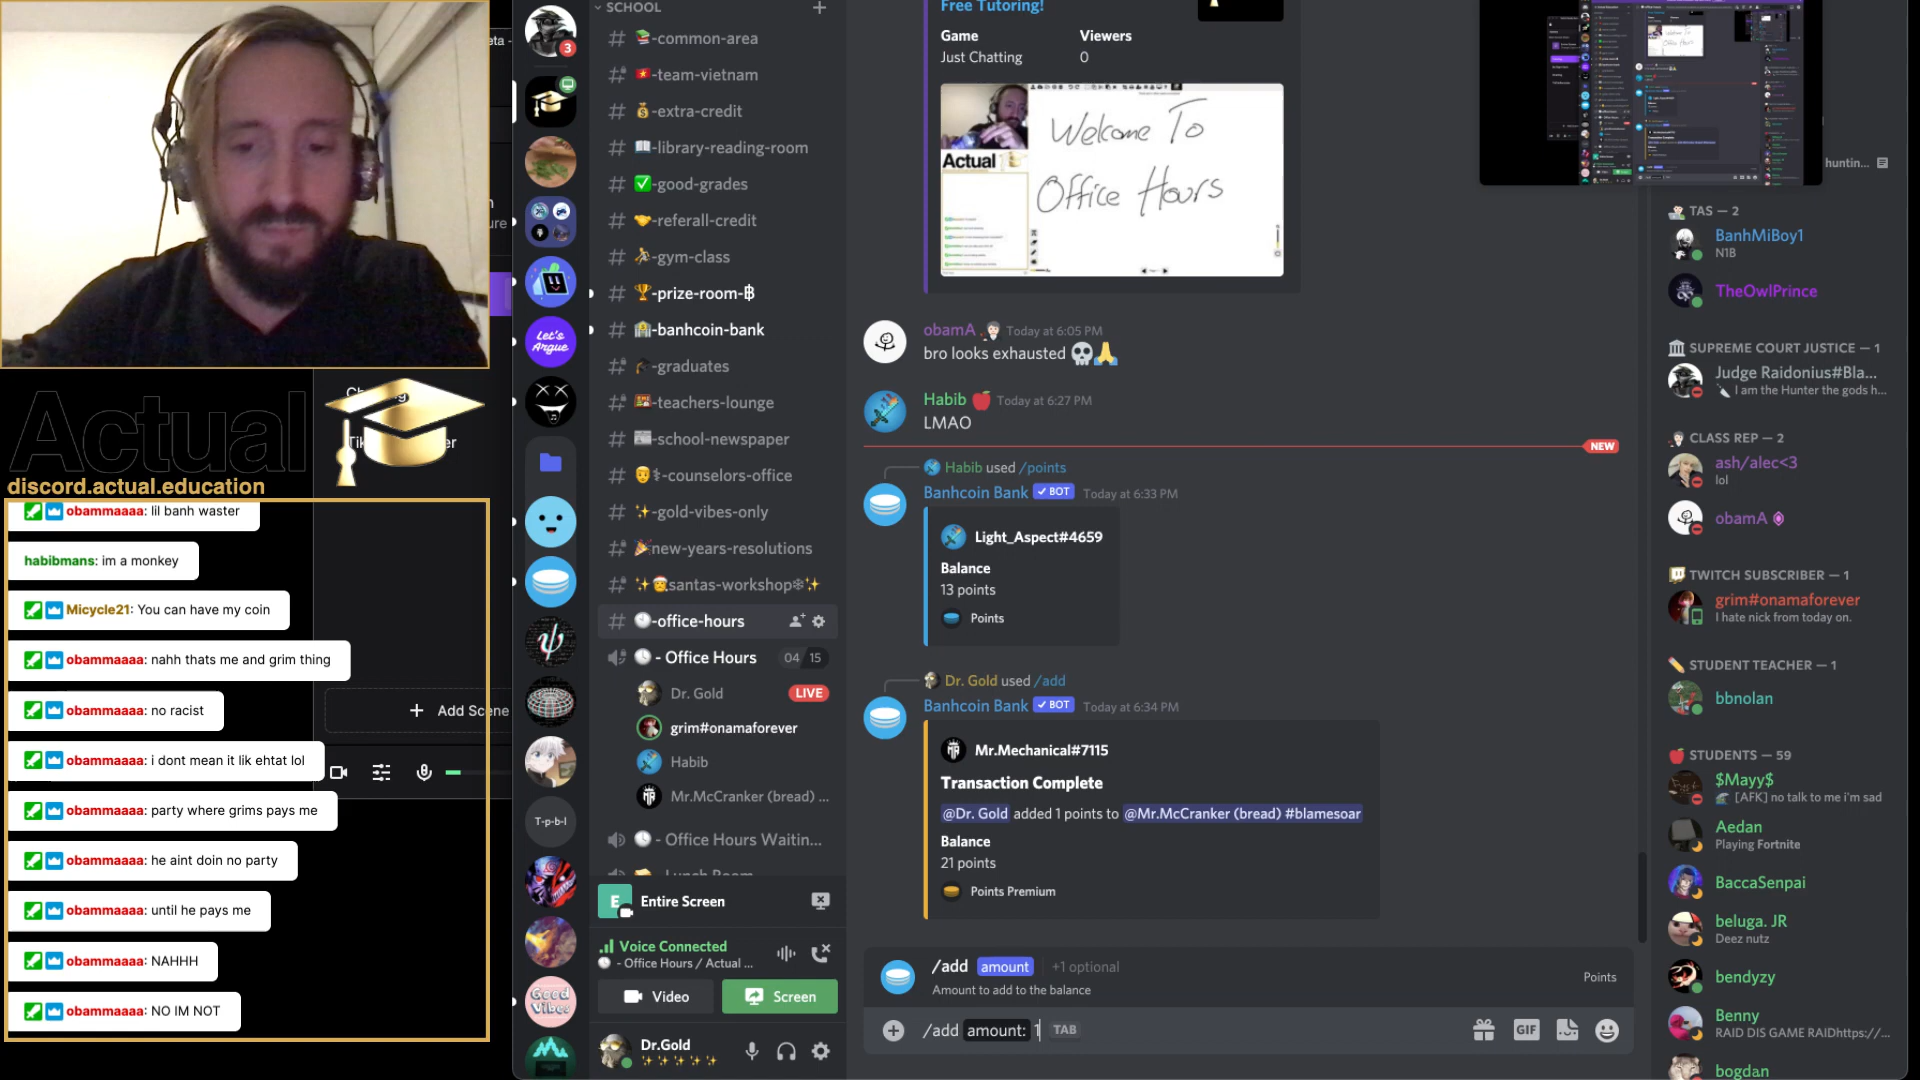 Actual
discord.actual.education
obammaaaa: lil banh waster
habibmans: im a monkey
Micycle21: You can have my coin
obammaaaa: nahh thats me and grim thing
obammaaaa: no racist
obammaaaa: i dont mean it lik ehtat lol
obammaaaa: party where grims pays me
obammaaaa: he aint doin no party
obammaaaa: until he pays me
obammaaaa: NAHHH
obammaaaa: NO IM NOT
Add Scene
3
Let's Argue
T-p-b-l
Good Vibes
SCHOOL
-common-area
-team-vietnam
-extra-credit
-library-reading-room
-good-grades
-referall-credit
-gym-class
-prize-room-฿
-banhcoin-bank
-graduates
-teachers-lounge
-school-newspaper
-counselors-office
-gold-vibes-only
new-years-resolutions
santas-workshop
-office-hours
- Office Hours 04 15
Dr. Gold LIVE
grim#onamaforever
Habib
Mr.McCranker (bread) ...
- Office Hours Waitin...
Lunch Room
E Entire Screen
Voice Connected
- Office Hours / Actual ...
Video Screen
Dr.Gold
Free Tutoring!
Game Viewers
Just Chatting 0
Actual
Welcome To
Office Hours
obamA Today at 6:05 PM
bro looks exhausted
Habib Today at 6:27 PM
LMAO
NEW
Habib used /points
Banhcoin Bank BOT Today at 6:33 PM
Light_Aspect#4659
Balance
13 points
Points
Dr. Gold used /add
Banhcoin Bank BOT Today at 6:34 PM
Mr.Mechanical#7115
Transaction Complete
@Dr. Gold added 1 points to @Mr.McCranker (bread) #blamesoar
Balance
21 points
Points Premium
/add amount +1 optional
Amount to add to the balance
Points
/add amount: 1 TAB
GIF
huntin...
TAS — 2
BanhMiBoy1
N1B
TheOwlPrince
SUPREME COURT JUSTICE — 1
Judge Raidonius#Bla...
I am the Hunter the gods h...
CLASS REP — 2
ash/alec<3
lol
obamA
TWITCH SUBSCRIBER — 1
grim#onamaforever
I hate nick from today on.
STUDENT TEACHER — 1
bbnolan
STUDENTS — 59
$Mayy$
[AFK] no talk to me i'm sad
Aedan
Playing Fortnite
BaccaSenpai
beluga. JR
Deez nutz
bendyzy
Benny
RAID DIS GAME RAIDhttps://...
bogdan